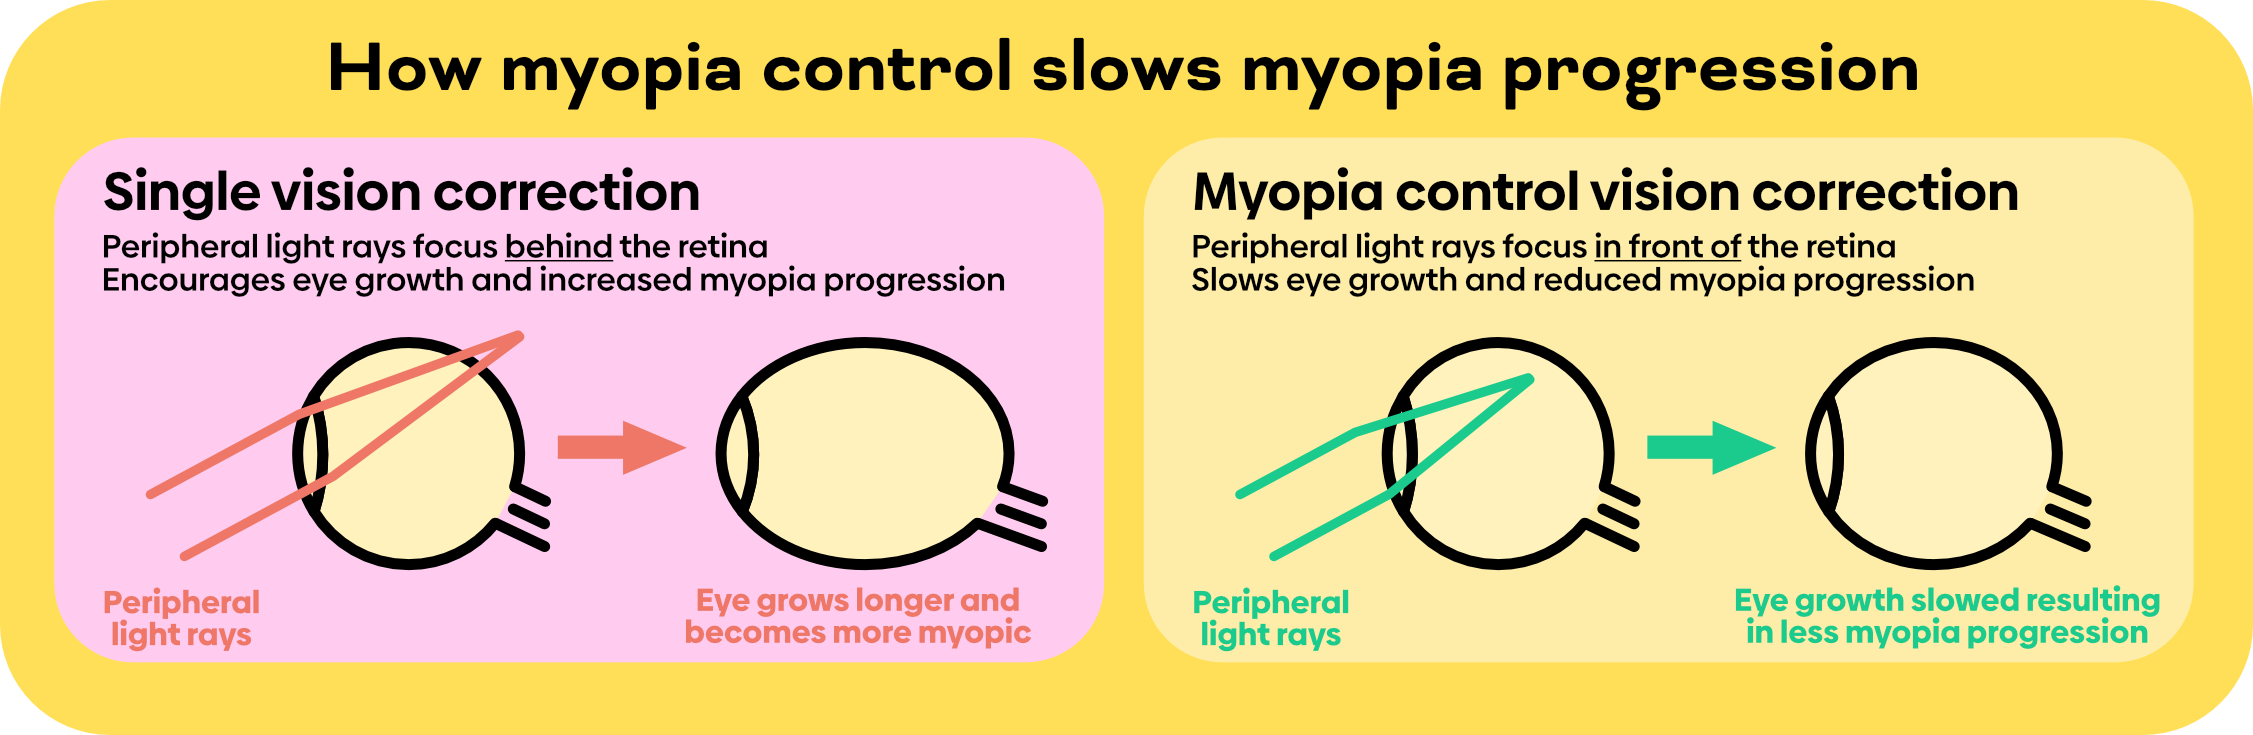 How myopia control slows myopia progression
Single vision correction
Peripheral light rays focus behind the retina
Encourages eye growth and increased myopia progression
Peripheral
light rays
Eye grows longer and
becomes more myopic
Myopia control vision correction
Peripheral light rays focus in front of the retina
Slows eye growth and reduced myopia progression
Peripheral
light rays
Eye growth slowed resulting
in less myopia progression